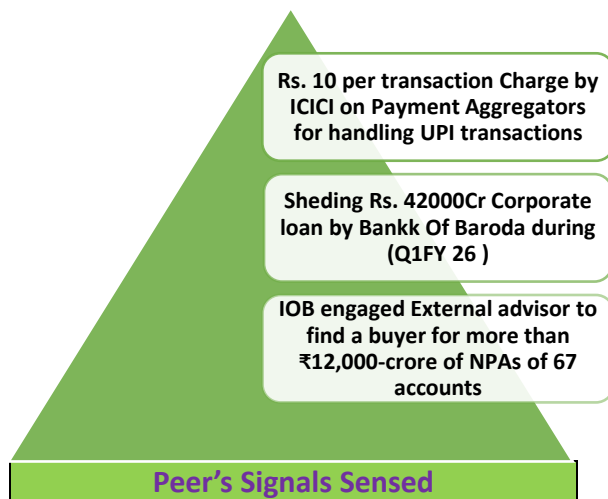 Rs. 10 per transaction Charge by
ICICI on Payment Aggregators
for handling UPI transactions
Sheding Rs. 42000Cr Corporate
loan by Bankk Of Baroda during
(Q1FY 26 )
IOB engaged External advisor to
find a buyer for more than
₹12,000-crore of NPAs of 67
accounts
Peer's Signals Sensed